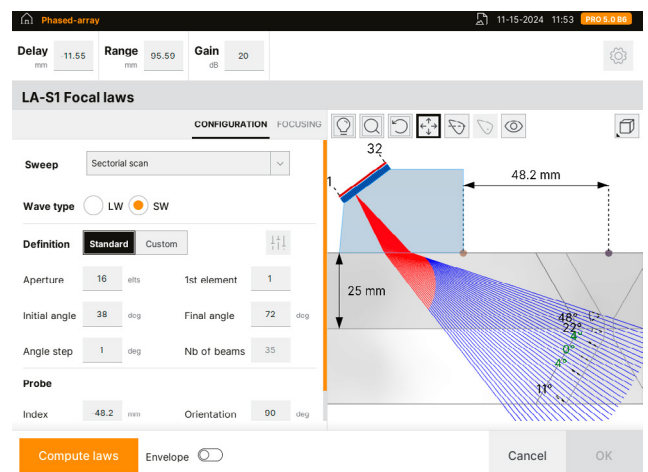 Phased-array 11-15-2024 11:53 PRO 5.0 B6
Delay mm -11.55 Range mm 95.59 Gain dB 20
LA-S1 Focal laws
CONFIGURATION FOCUSING
Sweep Sectorial scan
Wave type LW SW
Definition Standard Custom
Aperture 16 elts 1st element 1
Initial angle 38 deg Final angle 72 deg
Angle step 1 deg Nb of beams 35
Probe
Index -48.2 mm Orientation 90 deg
Compute laws Envelope Cancel OK
32
1
48.2 mm
25 mm
48°
22°
4°
0°
4°
11°